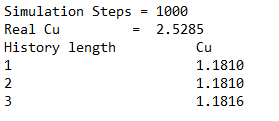 Simulation Steps = 1000
Real Cu = 2.5285
History length Cu
1 1.1810
2 1.1810
3 1.1816